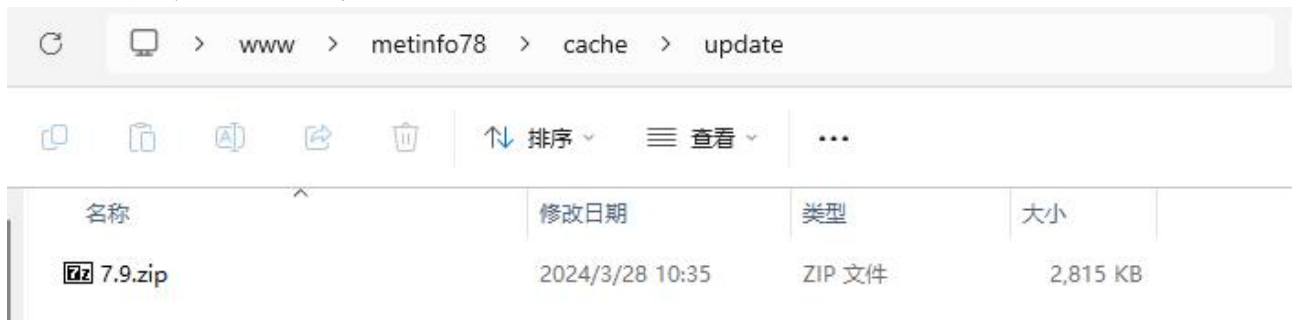 www > metinfo78 > cache > update
排序 查看 ...
名称 修改日期 类型 大小
7z 7.9.zip 2024/3/28 10:35 ZIP 文件 2,815 KB